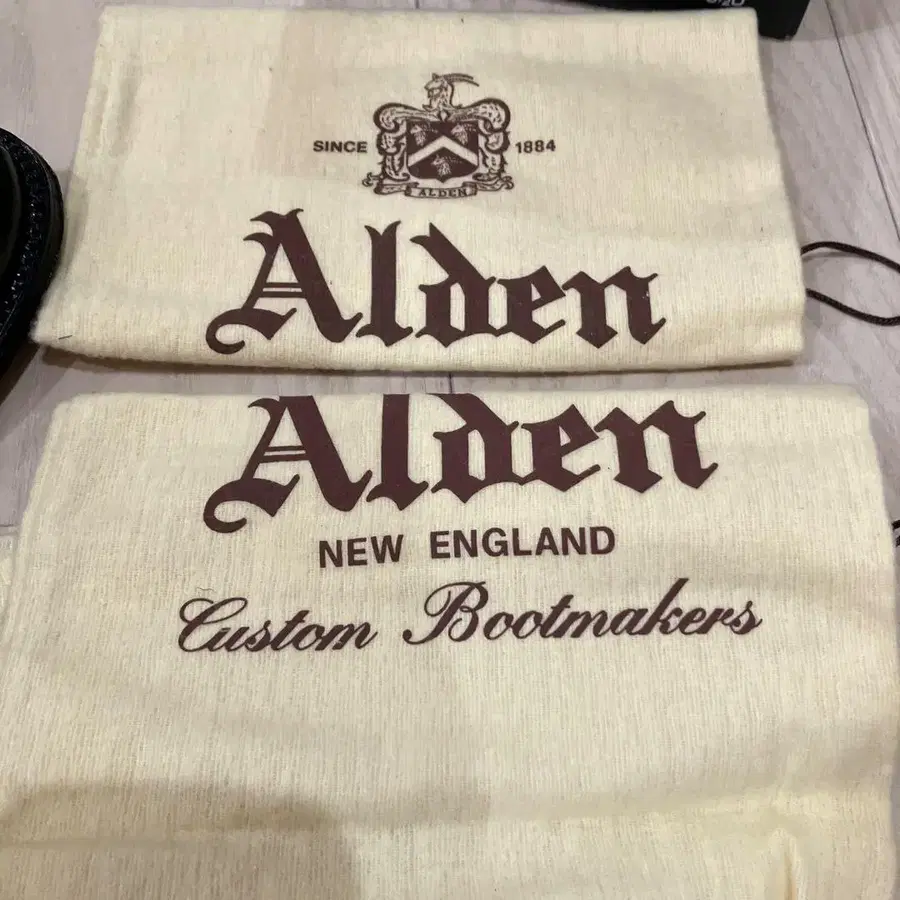 SINCE 1884
ALDEN
Alden
Alden
NEW ENGLAND
Custom Bootmakers